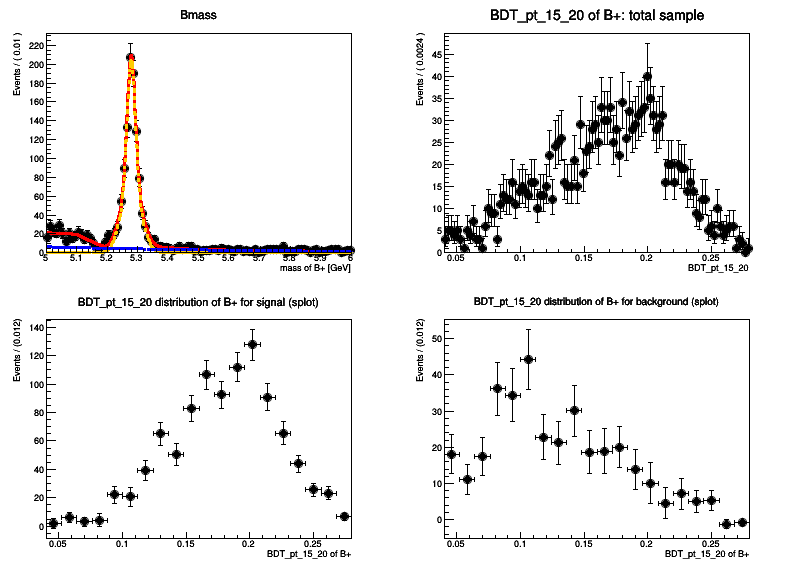 Bmass
Events / ( 0.01 )
220
200
180
160
140
120
100
80
60
40
20
0
5 5.1 5.2 5.3 5.4 5.5 5.6 5.7 5.8 5.9 6
mass of B+ [GeV]
BDT_pt_15_20 of B+: total sample
Events / ( 0.0024 )
45
40
35
30
25
20
15
10
5
0
0.05 0.1 0.15 0.2 0.25
BDT_pt_15_20
BDT_pt_15_20 distribution of B+ for signal (splot)
Events / (0.012)
140
120
100
80
60
40
20
0
0.05 0.1 0.15 0.2 0.25
BDT_pt_15_20 of B+
BDT_pt_15_20 distribution of B+ for background (splot)
Events / (0.012)
50
40
30
20
10
0
0.05 0.1 0.15 0.2 0.25
BDT_pt_15_20 of B+